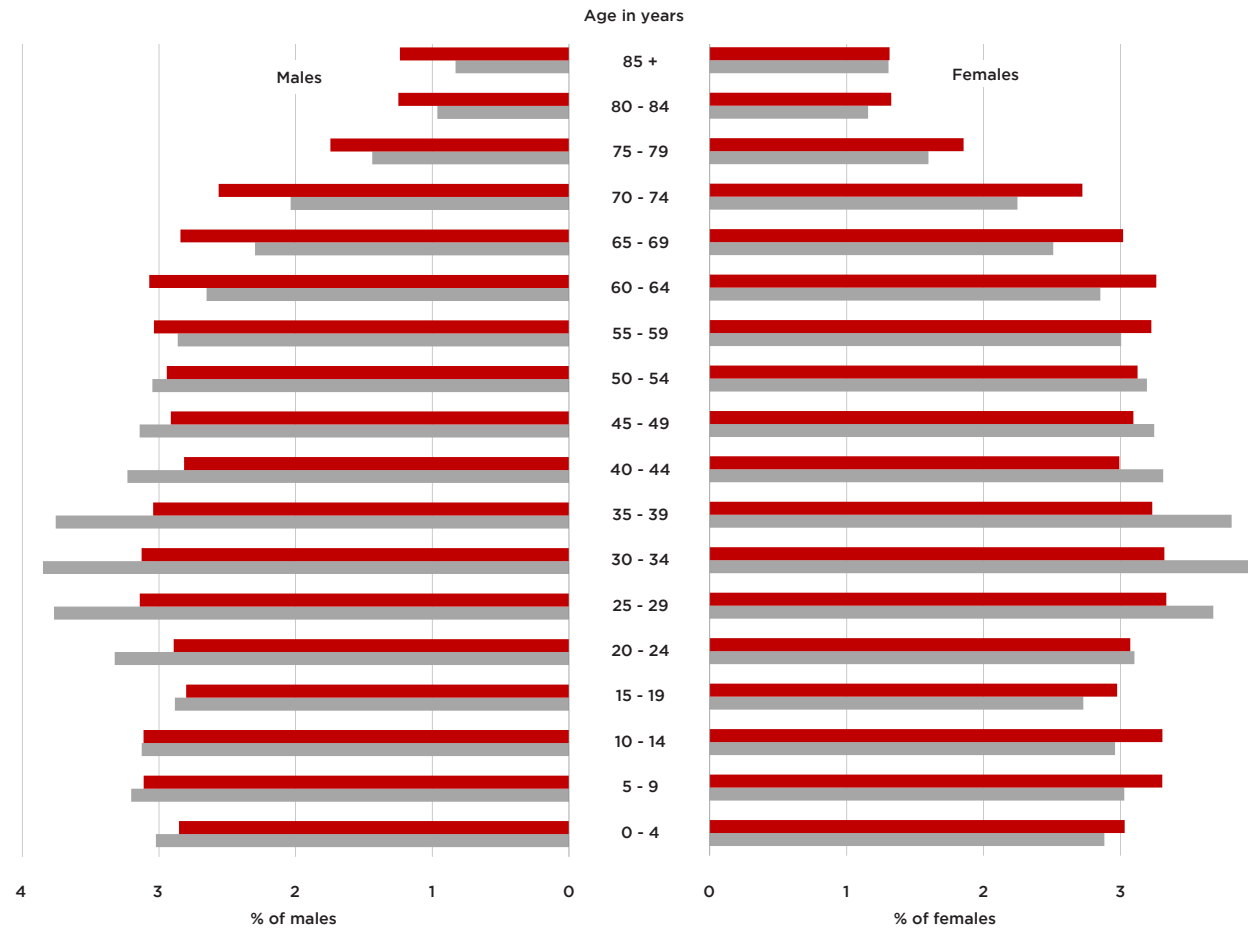 Age in years
Males
Females
85 +
80 - 84
75 - 79
70 - 74
65 - 69
60 - 64
55 - 59
50 - 54
45 - 49
40 - 44
35 - 39
30 - 34
25 - 29
20 - 24
15 - 19
10 - 14
5 - 9
0 - 4
4 3 2 1 0 0 1 2 3
% of males % of females